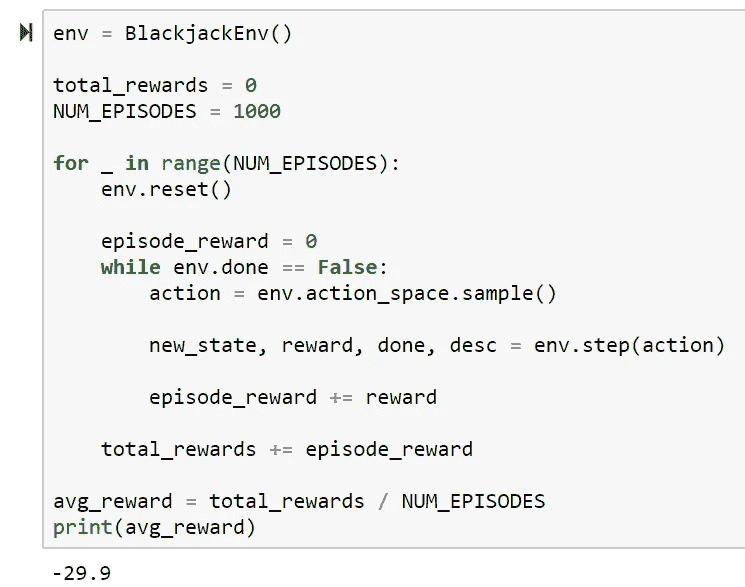 env = BlackjackEnv()
total_rewards = 0
NUM_EPISODES = 1000
for _ in range(NUM_EPISODES):
    env.reset()
    episode_reward = 0
    while env.done == False:
        action = env.action_space.sample()
        new_state, reward, done, desc = env.step(action)
        episode_reward += reward
    total_rewards += episode_reward
avg_reward = total_rewards / NUM_EPISODES
print(avg_reward)
-29.9